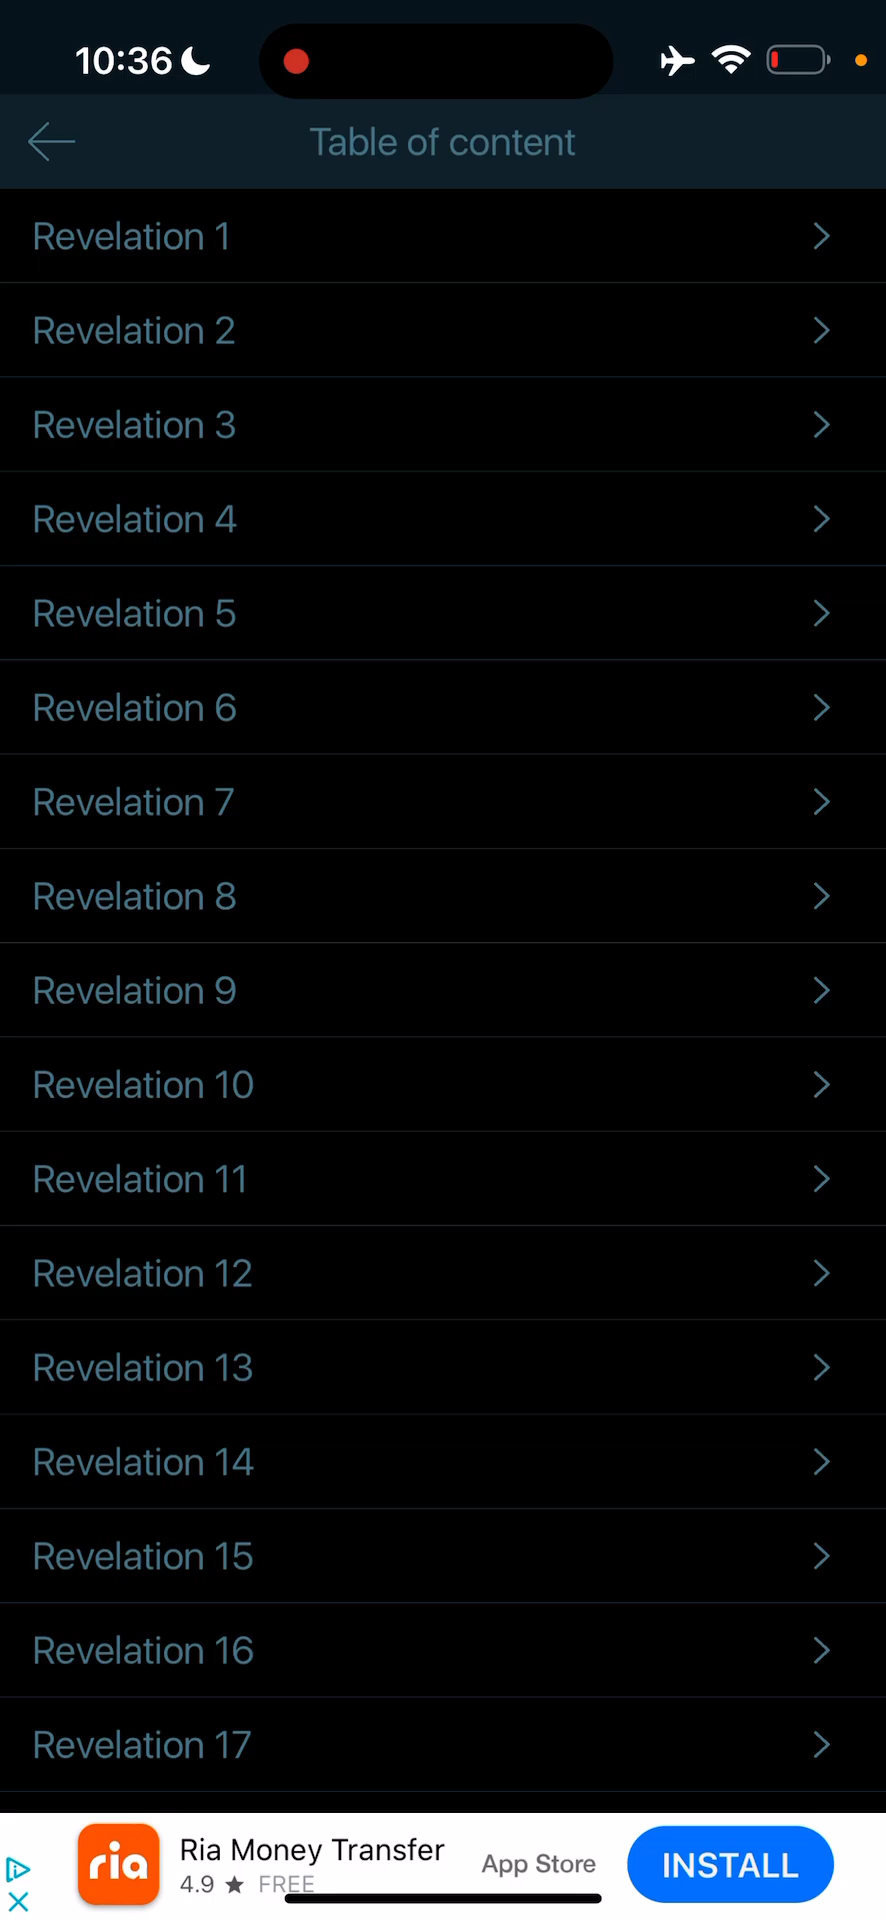 10:36
Table of content
Revelation 1
Revelation 2
Revelation 3
Revelation 4
Revelation 5
Revelation 6
Revelation 7
Revelation 8
Revelation 9
Revelation 10
Revelation 11
Revelation 12
Revelation 13
Revelation 14
Revelation 15
Revelation 16
Revelation 17
ria
Ria Money Transfer
4.9 ★ FREE
App Store
INSTALL